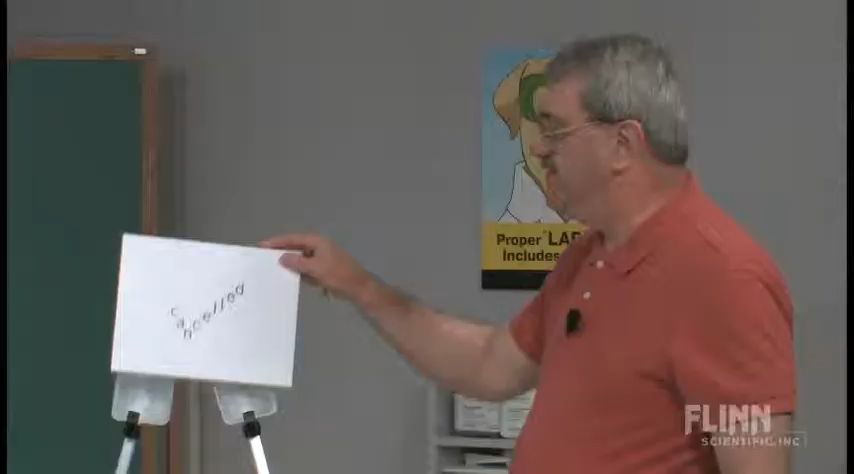 cancelled
Proper LAB
Includes
FLINN
SCIENTIFIC, INC